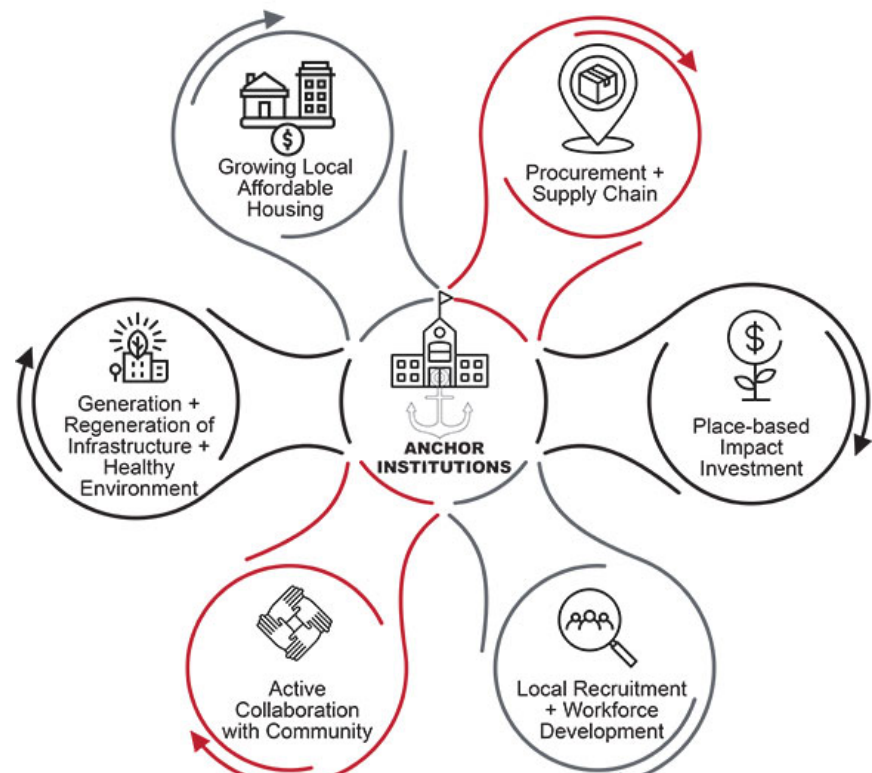 Growing Local
Affordable
Housing
Procurement +
Supply Chain
Generation +
Regeneration of
Infrastructure +
Healthy
Environment
ANCHOR
INSTITUTIONS
Place-based
Impact
Investment
Active
Collaboration
with Community
Local Recruitment
+ Workforce
Development